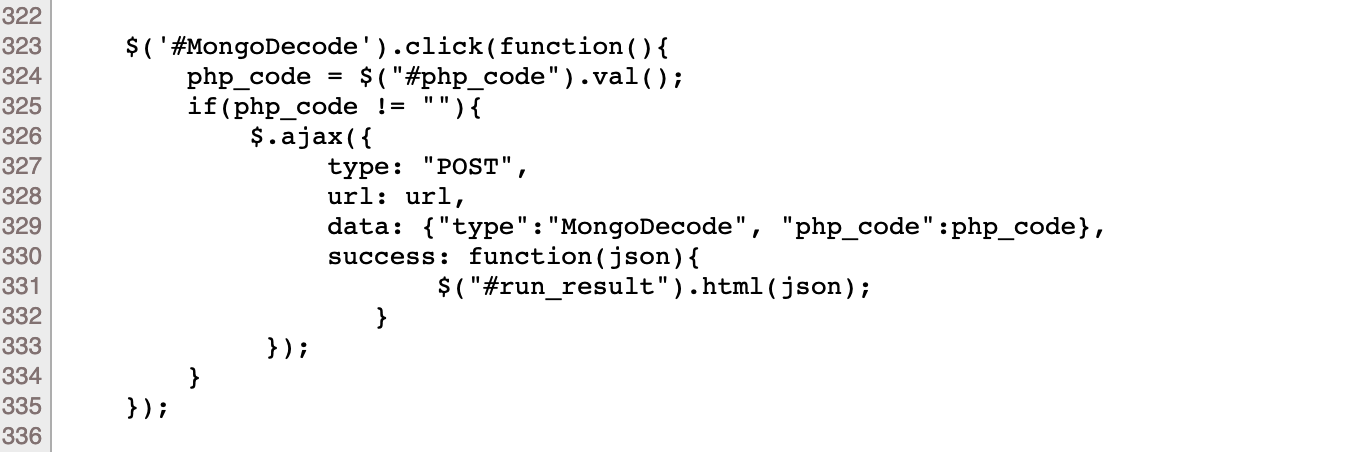 322
323 $('#MongoDecode').click(function(){
324 php_code = $("#php_code").val();
325 if(php_code != ""){
326 $.ajax({
327 type: "POST",
328 url: url,
329 data: {"type":"MongoDecode", "php_code":php_code},
330 success: function(json){
331 $("#run_result").html(json);
332 }
333 });
334 }
335 });
336